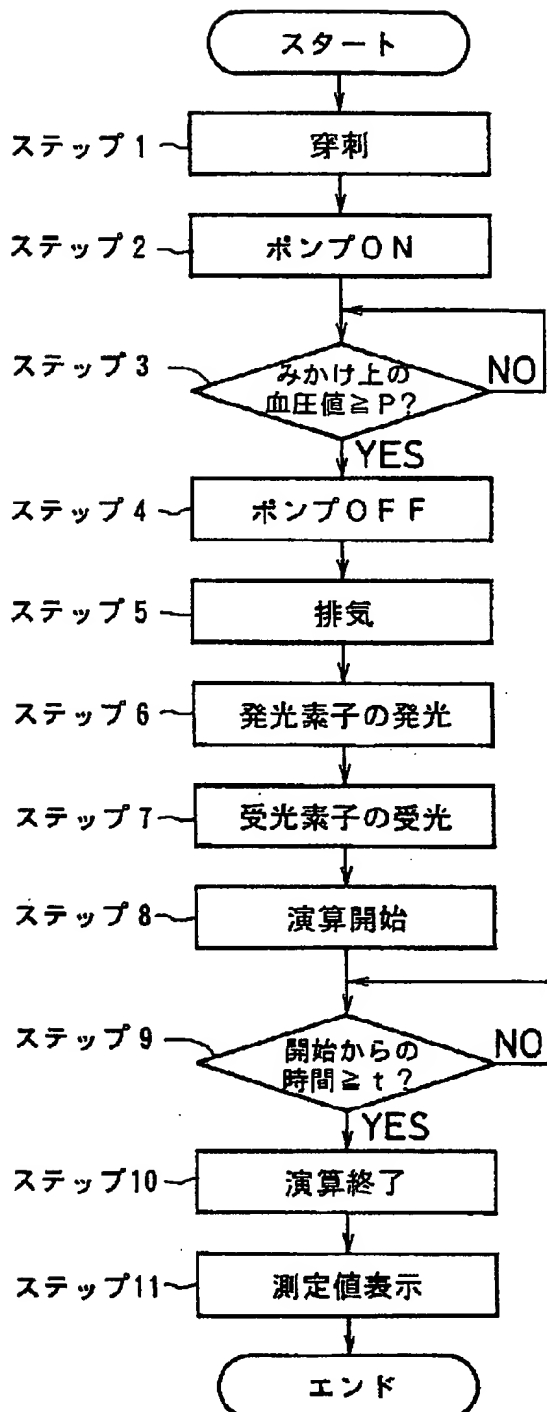 スタート
ステップ1
穿刺
ステップ2
ポンプON
ステップ3
みかけ上の
血圧値≧P?
NO
YES
ステップ4
ポンプOFF
ステップ5
排気
ステップ6
発光素子の発光
ステップ7
受光素子の受光
ステップ8
演算開始
ステップ9
開始からの
時間≧t?
NO
YES
ステップ10
演算終了
ステップ11
測定値表示
エンド